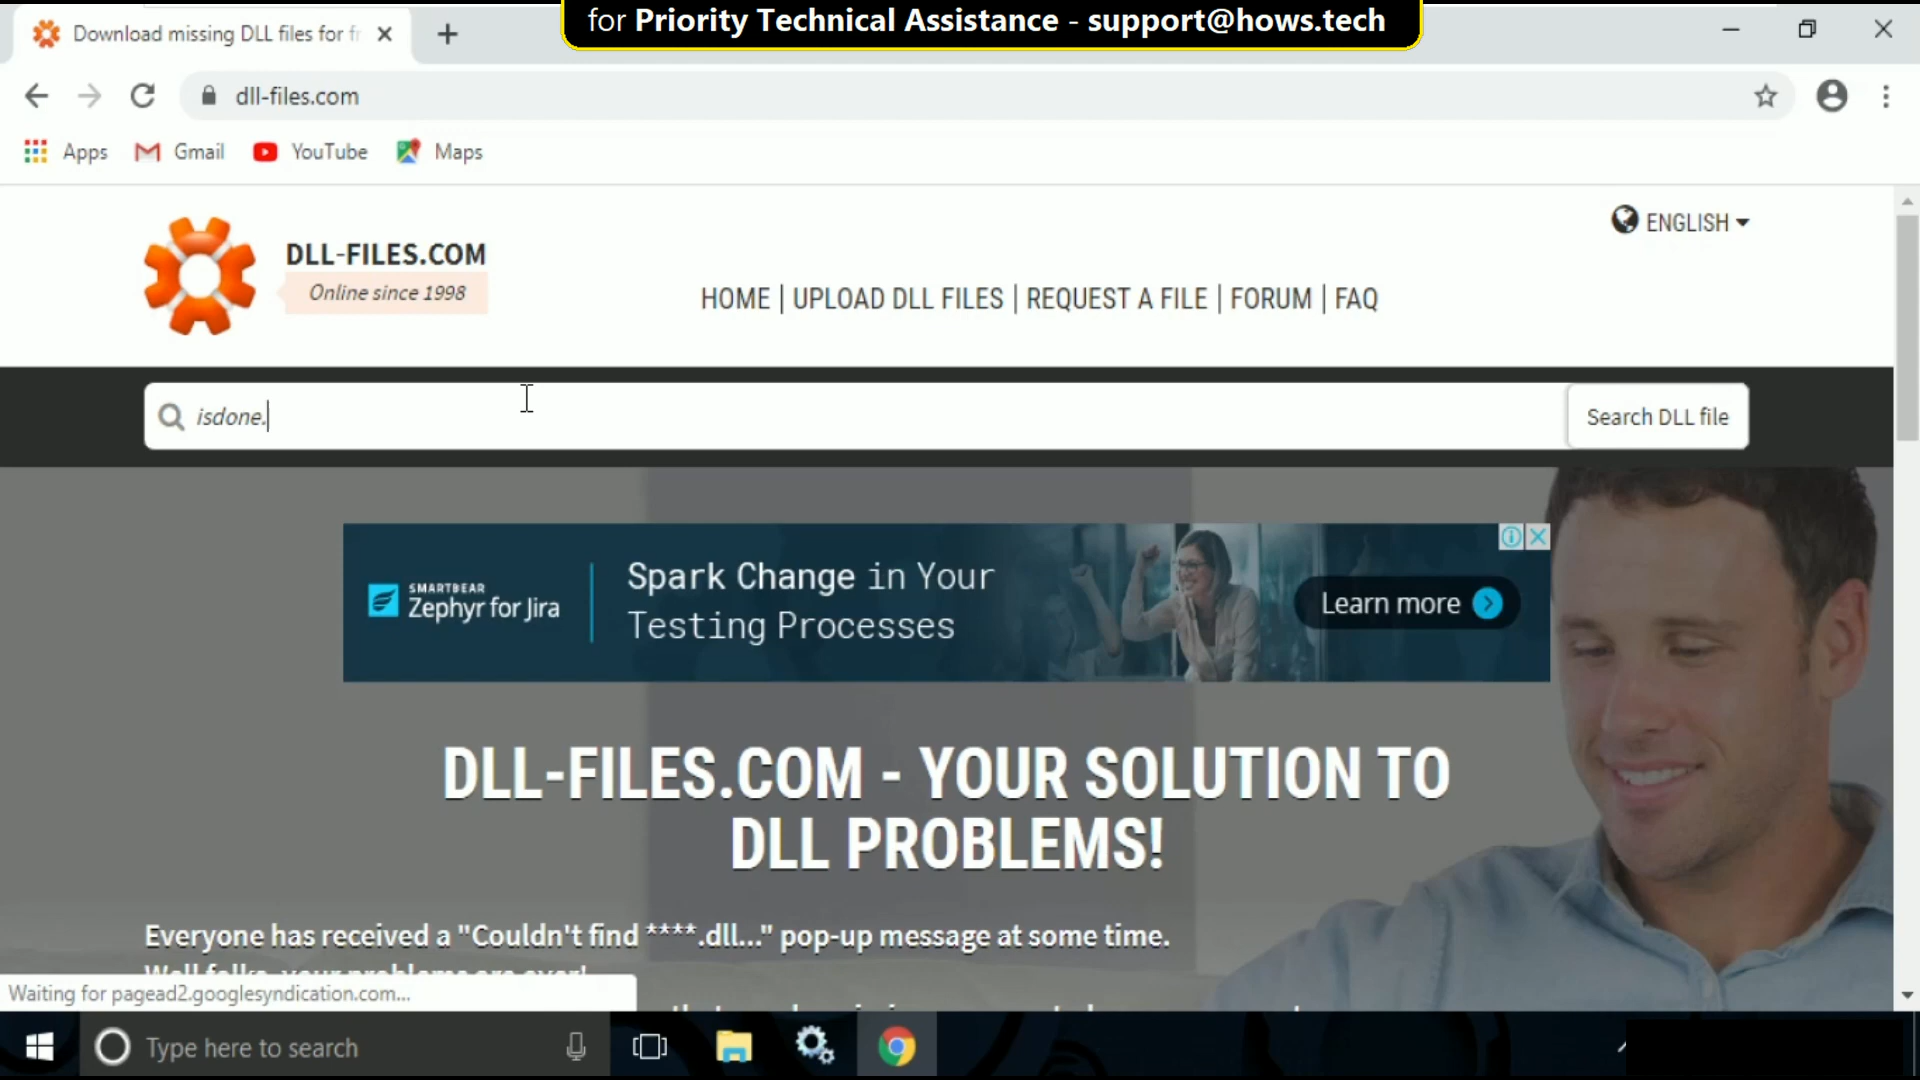 for Priority Technical Assistance - support@hows.tech
Download missing DLL files for fr
dll-files.com
Apps
Gmail
YouTube
Maps
ENGLISH
DLL-FILES.COM
Online since 1998
HOME | UPLOAD DLL FILES | REQUEST A FILE | FORUM | FAQ
isdone.
Search DLL file
SMARTBEAR
Zephyr for Jira
Spark Change in Your
Testing Processes
Learn more
DLL-FILES.COM - YOUR SOLUTION TO
DLL PROBLEMS!
Everyone has received a "Couldn't find ****.dll..." pop-up message at some time.
Well folks, your problems are over!
Waiting for pagead2.googlesyndication.com...
Type here to search